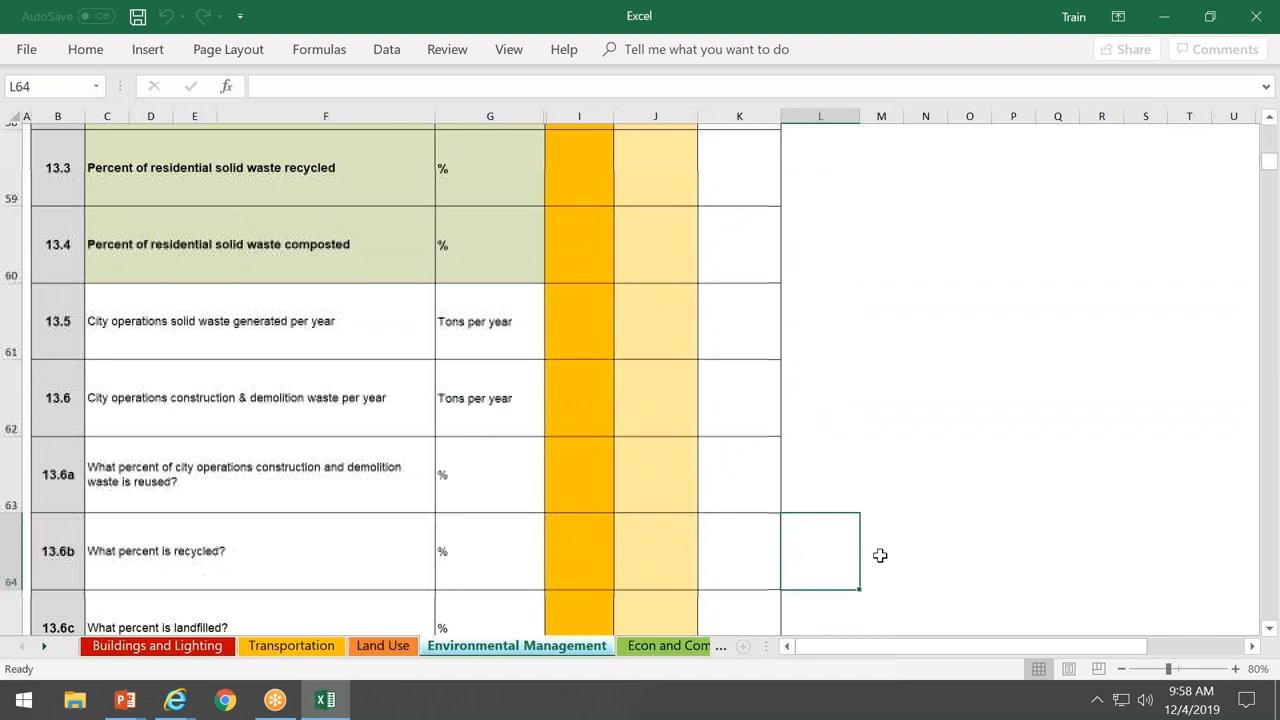 AutoSave Off
Excel
Train
File Home Insert Page Layout Formulas Data Review View Help Tell me what you want to do Share Comments
L64
fx
A B C D E F G I J K L M N O P Q R S T U
13.3 Percent of residential solid waste recycled %
59
13.4 Percent of residential solid waste composted %
60
13.5 City operations solid waste generated per year Tons per year
61
13.6 City operations construction & demolition waste per year Tons per year
62
13.6a What percent of city operations construction and demolition
waste is reused? %
63
13.6b What percent is recycled? %
64
13.6c What percent is landfilled? %
Buildings and Lighting Transportation Land Use Environmental Management Econ and Com ...
Ready
80%
9:58 AM
12/4/2019